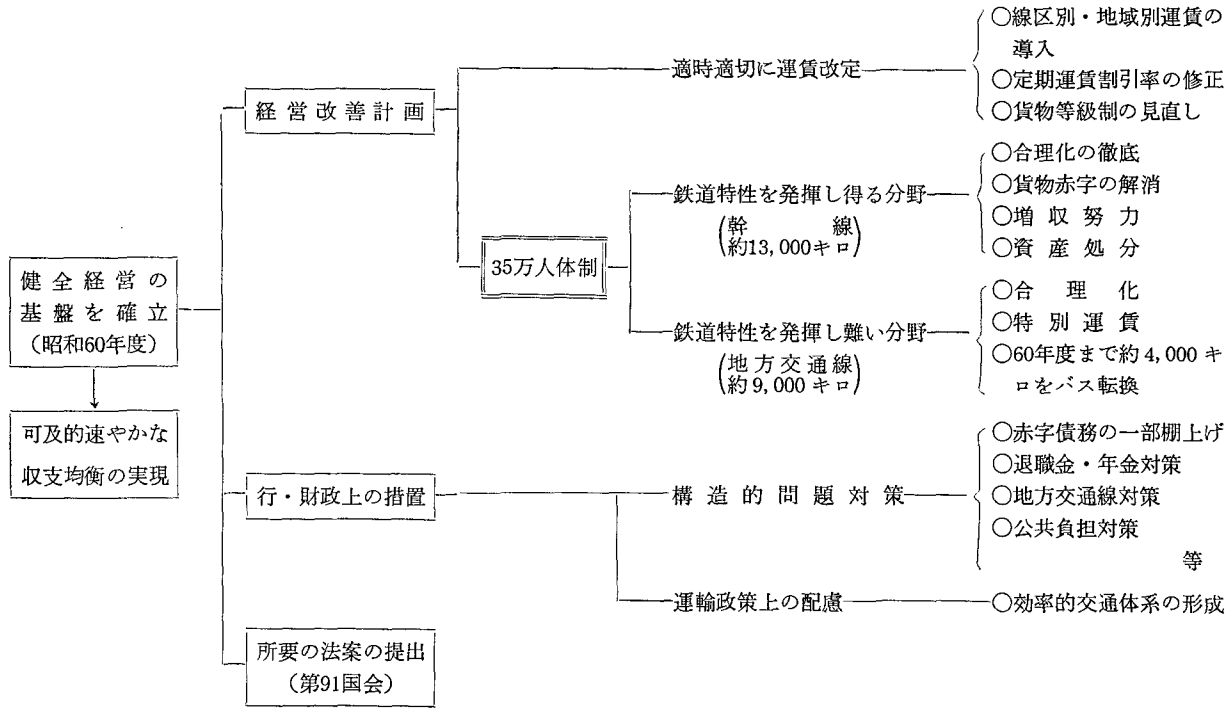 健全経営の
基盤を確立
（昭和60年度）
可及的速やかな
収支均衡の実現
経営改善計画
適時適切に運賃改定
○線区別・地域別運賃の
導入
○定期運賃割引率の修正
○貨物等級制の見直し
35万人体制
鉄道特性を発揮し得る分野
（幹線
約13,000キロ）
○合理化の徹底
○貨物赤字の解消
○増収努力
○資産処分
鉄道特性を発揮し難い分野
（地方交通線
約9,000キロ）
○合理化
○特別運賃
○60年度まで約4,000キ
ロをバス転換
行・財政上の措置
構造的問題対策
○赤字債務の一部棚上げ
○退職金・年金対策
○地方交通線対策
○公共負担対策
等
運輸政策上の配慮
○効率的交通体系の形成
所要の法案の提出
（第91国会）